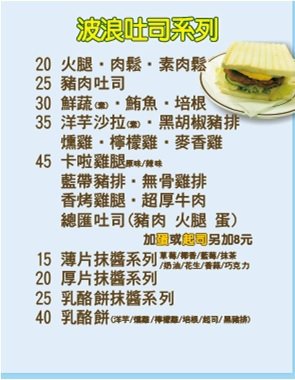 波浪吐司系列
20 火腿・肉鬆・素肉鬆
25 豬肉吐司
30 鮮蔬(素)・鮪魚・培根
35 洋芋沙拉(素)・黑胡椒豬排
燻雞・檸檬雞・麥香雞
45 卡啦雞腿原味/辣味
藍帶豬排・無骨雞排
香烤雞腿・超厚牛肉
總匯吐司(豬肉 火腿 蛋)
加蛋或起司另加8元
15 薄片抹醬系列草莓/椰香/藍莓/抹茶
/奶油/花生/香蒜/巧克力
20 厚片抹醬系列
25 乳酪餅抹醬系列
40 乳酪餅(洋芋/燻雞/檸檬雞/培根/起司/黑豬排)